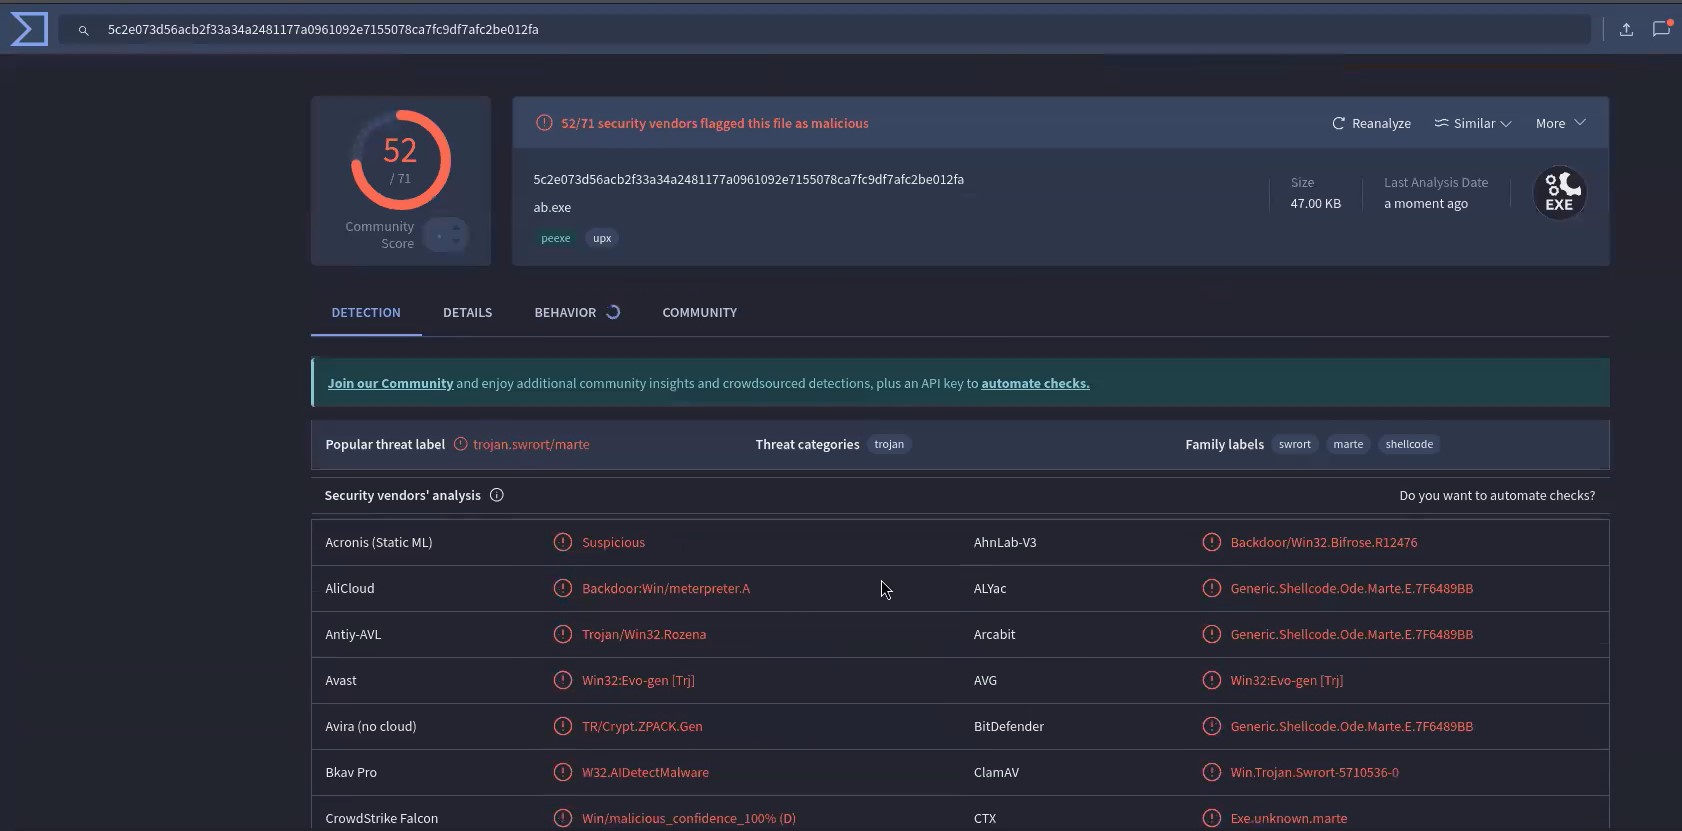 5c2e073d56acb2f33a34a2481177a0961092e7155078ca7fc9df7afc2be012fa
52
/ 71
Community
Score
52/71 security vendors flagged this file as malicious
Reanalyze
Similar
More
5c2e073d56acb2f33a34a2481177a0961092e7155078ca7fc9df7afc2be012fa
ab.exe
peexe
upx
Size
47.00 KB
Last Analysis Date
a moment ago
EXE
DETECTION DETAILS BEHAVIOR COMMUNITY
Join our Community and enjoy additional community insights and crowdsourced detections, plus an API key to automate checks.
Popular threat label trojan.swrort/marte Threat categories trojan Family labels swrort marte shellcode
Security vendors' analysis Do you want to automate checks?
Acronis (Static ML) Suspicious AhnLab-V3 Backdoor/Win32.Bifrose.R12476
AliCloud Backdoor:Win/meterpreter.A ALYac Generic.Shellcode.Ode.Marte.E.7F6489BB
Antiy-AVL Trojan/Win32.Rozena Arcabit Generic.Shellcode.Ode.Marte.E.7F6489BB
Avast Win32:Evo-gen [Trj] AVG Win32:Evo-gen [Trj]
Avira (no cloud) TR/Crypt.ZPACK.Gen BitDefender Generic.Shellcode.Ode.Marte.E.7F6489BB
Bkav Pro W32.AIDetectMalware ClamAV Win.Trojan.Swrort-5710536-0
CrowdStrike Falcon Win/malicious_confidence_100% (D) CTX Exe.unknown.marte